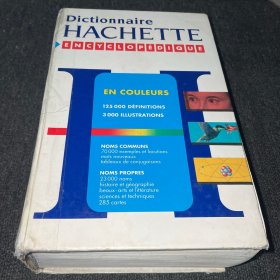 Dictionnaire
HACHETTE
ENCYCLOPÉDIQUE
EN COULEURS
125 000 DÉFINITIONS
3 000 ILLUSTRATIONS
NOMS COMMUNS
70 000 exemples et locutions
mots nouveaux
tableaux de conjugaisons
NOMS PROPRES
23 000 noms
histoire et géographie
beaux-arts et littérature
sciences et techniques
285 cartes